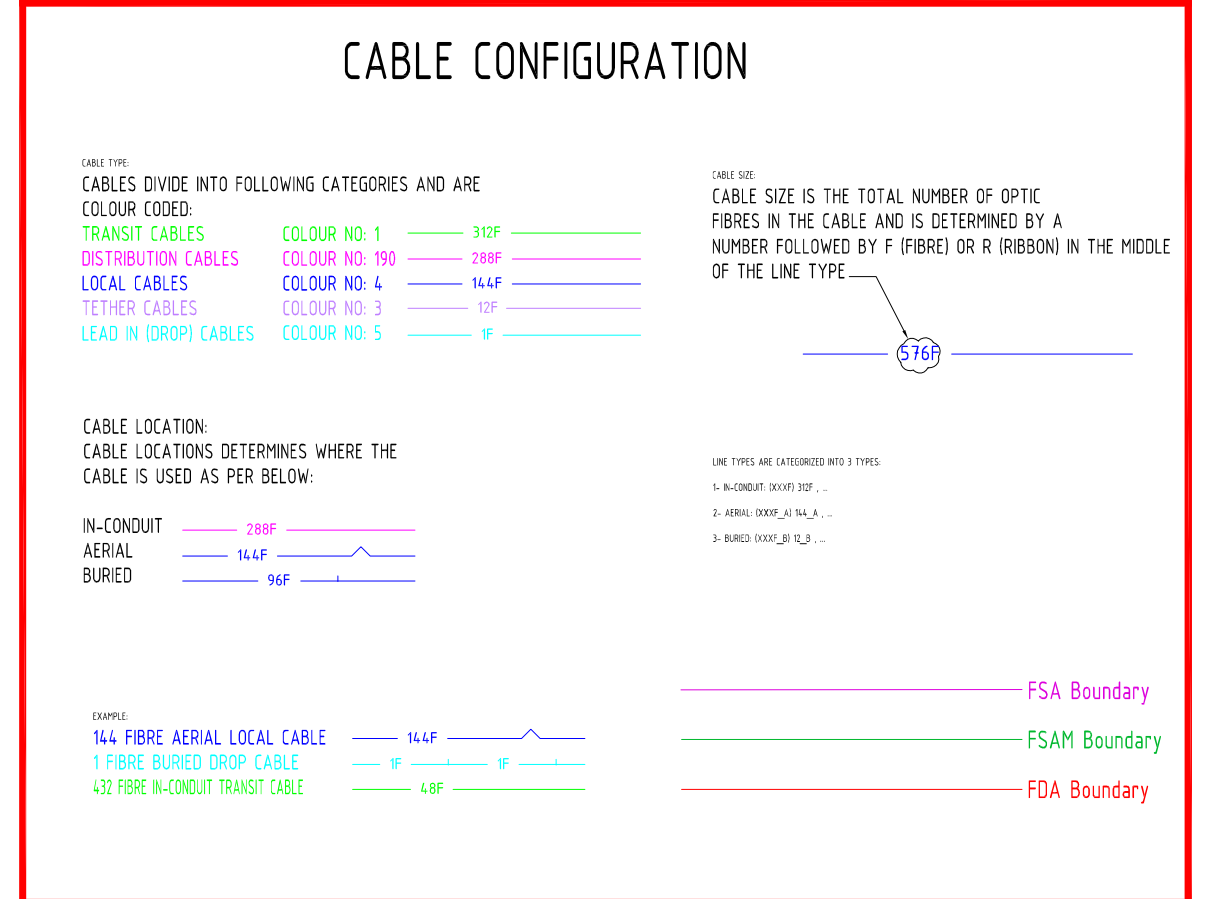 CABLE CONFIGURATION
CABLE TYPE:
CABLES DIVIDE INTO FOLLOWING CATEGORIES AND ARE
COLOUR CODED:
TRANSIT CABLES COLOUR NO: 1 312F
DISTRIBUTION CABLES COLOUR NO: 190 288F
LOCAL CABLES COLOUR NO: 4 144F
TETHER CABLES COLOUR NO: 3 12F
LEAD IN (DROP) CABLES COLOUR NO: 5 1F
CABLE SIZE:
CABLE SIZE IS THE TOTAL NUMBER OF OPTIC
FIBRES IN THE CABLE AND IS DETERMINED BY A
NUMBER FOLLOWED BY F (FIBRE) OR R (RIBBON) IN THE MIDDLE
OF THE LINE TYPE
576F
CABLE LOCATION:
CABLE LOCATIONS DETERMINES WHERE THE
CABLE IS USED AS PER BELOW:
IN-CONDUIT 288F
AERIAL 144F
BURIED 96F
LINE TYPES ARE CATEGORIZED INTO 3 TYPES:
1- IN-CONDUIT: (XXXF) 312F , ...
2- AERIAL: (XXXF_A) 144_A , ...
3- BURIED: (XXXF_B) 12_B , ...
EXAMPLE:
144 FIBRE AERIAL LOCAL CABLE 144F
1 FIBRE BURIED DROP CABLE 1F 1F
432 FIBRE IN-CONDUIT TRANSIT CABLE 48F
FSA Boundary
FSAM Boundary
FDA Boundary